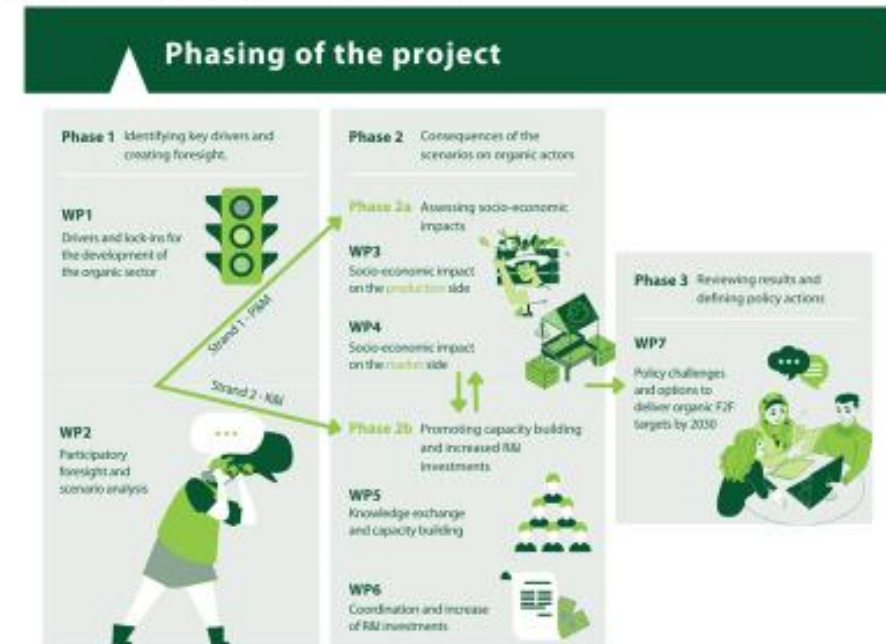 Phasing of the project
Phase 1 Identifying key drivers and
creating foresight.
WP1
Drivers and lock-ins for
the development of
the organic sector
Strand 1 - P&M
Strand 2 - R&I
WP2
Participatory
foresight and
scenario analysis
Phase 2 Consequences of the
scenarios on organic actors
Phase 2a Assessing socio-economic
impacts
WP3
Socio-economic impact
on the production side
WP4
Socio-economic impact
on the market side
Phase 2b Promoting capacity building
and increased R&I
investments
WP5
Knowledge exchange
and capacity building
WP6
Coordination and increase
of R&I investments
Phase 3 Reviewing results and
defining policy actions
WP7
Policy challenges
and options to
deliver organic F2F
targets by 2030